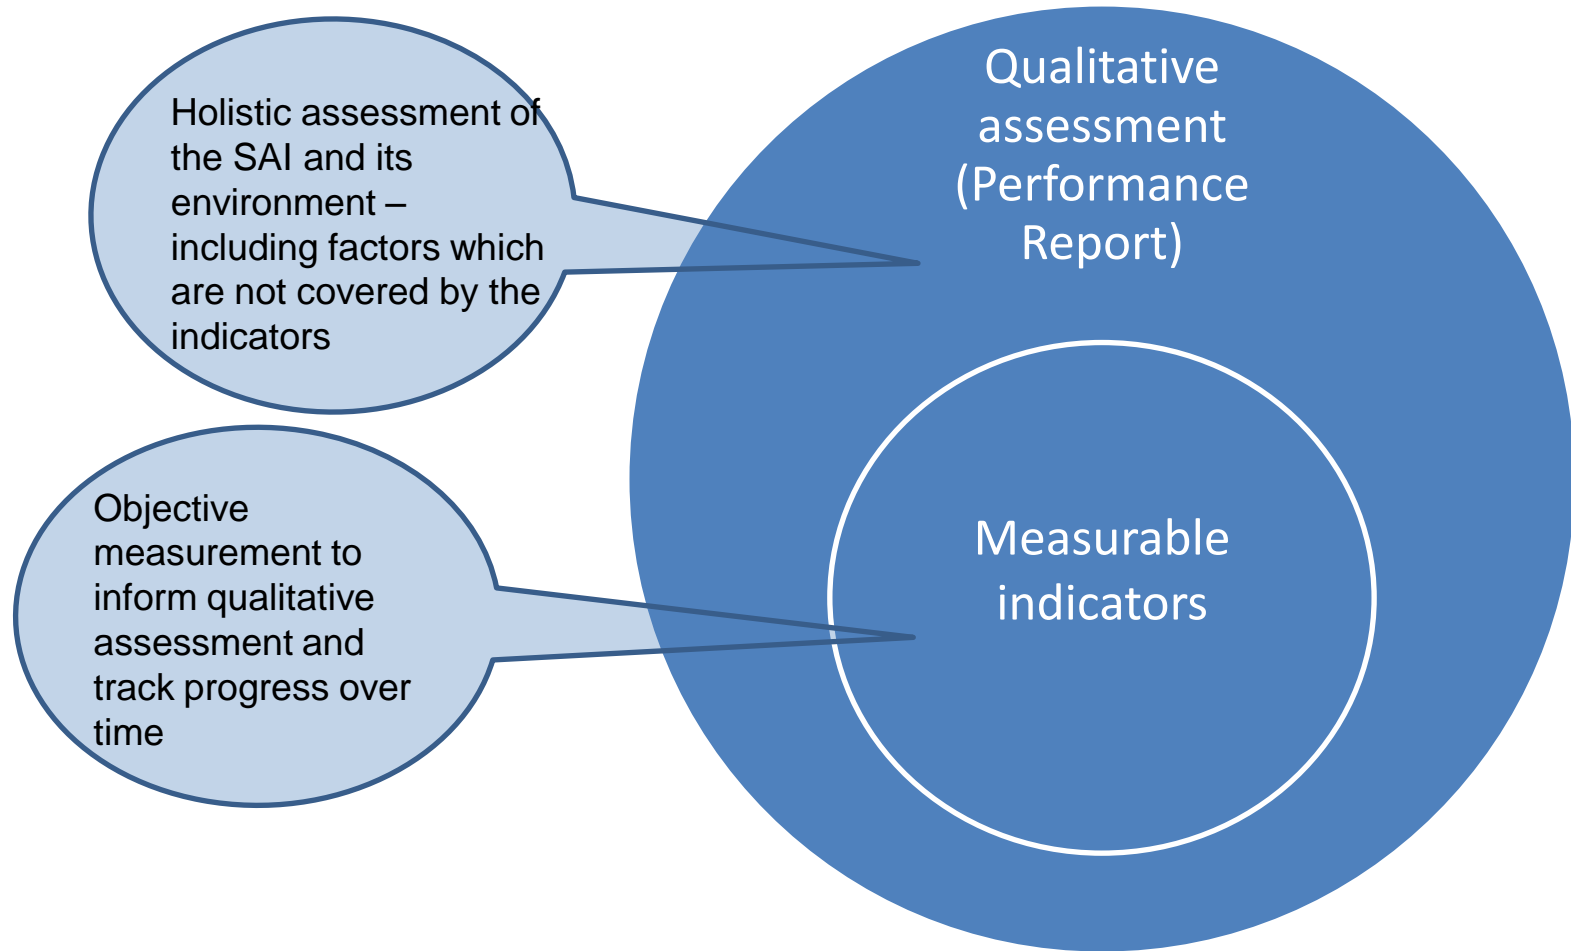 Holistic assessment of
the SAI and its
environment –
including factors which
are not covered by the
indicators
Qualitative
assessment
(Performance
Report)
Objective
measurement to
inform qualitative
assessment and
track progress over
time
Measurable
indicators